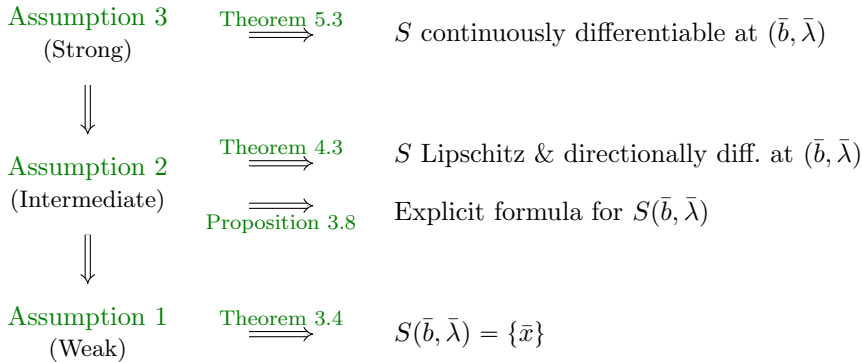 Assumption 3 Theorem 5.3 S continuously differentiable at (b̄, λ̄)
(Strong)
Assumption 2 Theorem 4.3 S Lipschitz & directionally diff. at (b̄, λ̄)
(Intermediate) Proposition 3.8 Explicit formula for S(b̄, λ̄)
Assumption 1 Theorem 3.4 S(b̄, λ̄) = {x̄}
(Weak)